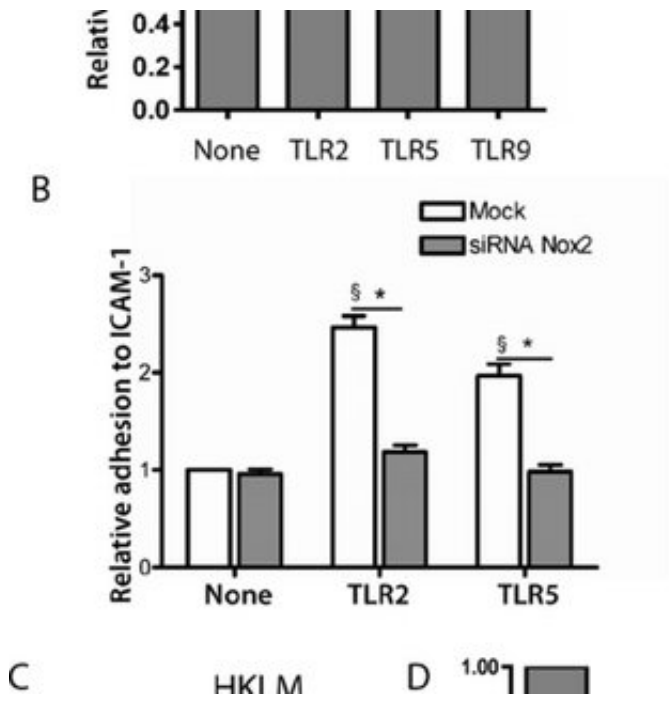 Relative
0.4
0.2
0.0
None TLR2 TLR5 TLR9
B
Mock
siRNA Nox2
Relative adhesion to ICAM-1
3
2
1
0
§ *
§ *
None TLR2 TLR5
C HKLM D 1.00